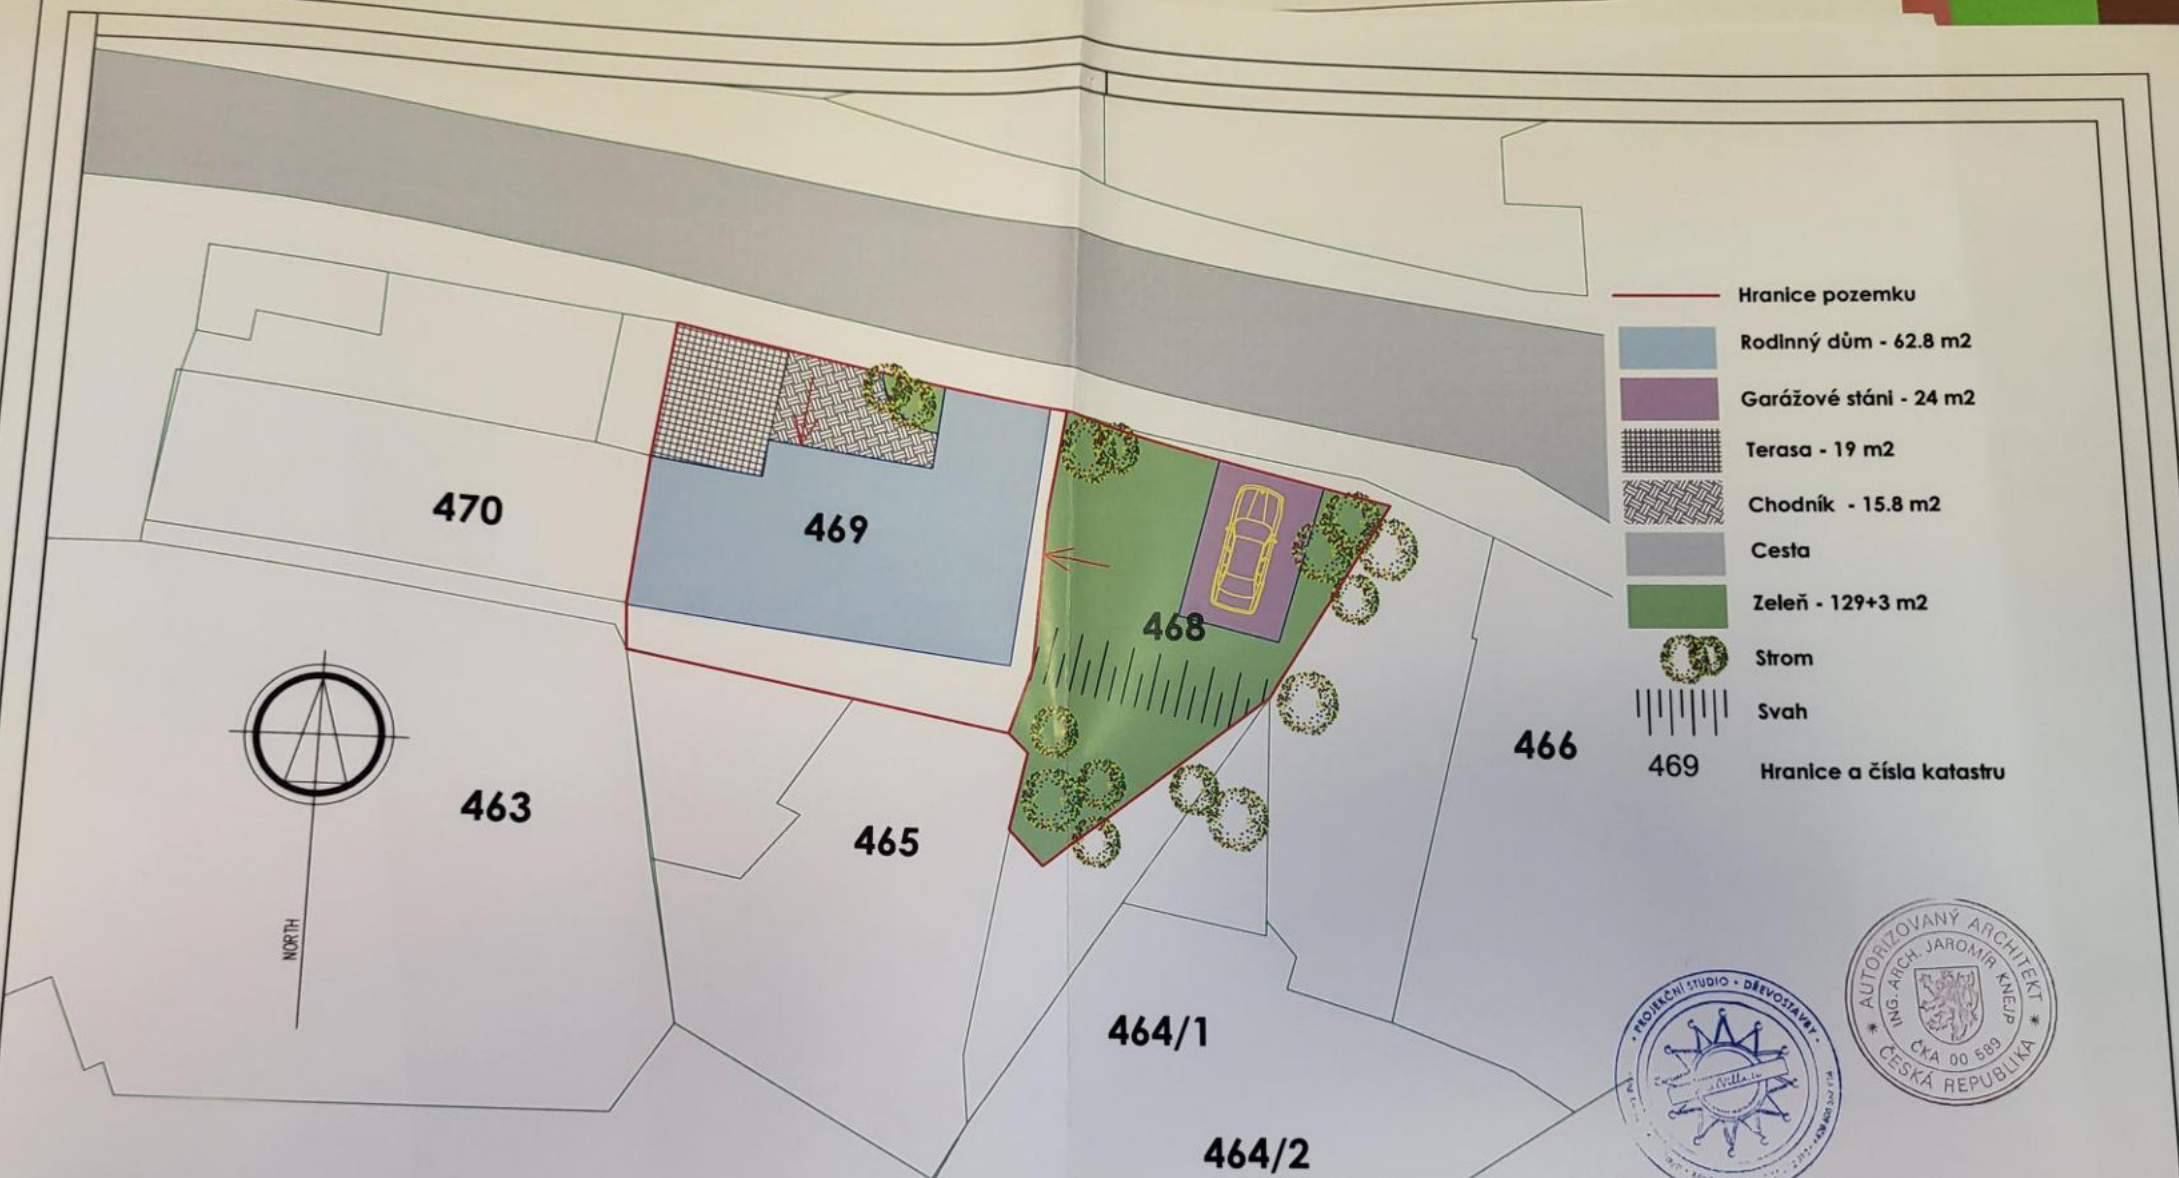 Hranice pozemku
Rodinný dům - 62.8 m2
Garážové stáni - 24 m2
Terasa - 19 m2
Chodník - 15.8 m2
Cesta
Zeleň - 129+3 m2
Strom
Svah
469 Hranice a čísla katastru
470
469
468
466
463
465
464/1
464/2
NORTH
• PROJEKČNÍ STUDIO • DŘEVOSTAVBY •
* AUTORIZOVANÝ ARCHITEKT *
ING. ARCH. JAROMÍR KNEJP
ČKA 00 589
ČESKÁ REPUBLIKA